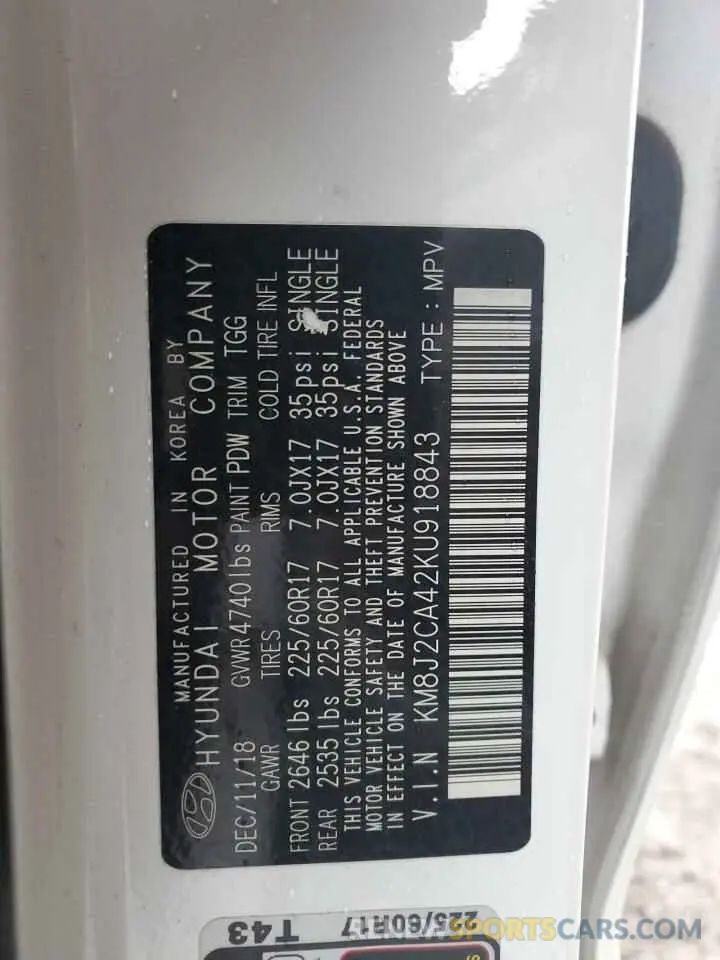 MANUFACTURED IN KOREA BY
HYUNDAI MOTOR COMPANY
DEC/11/18 GVWR4740lbs PAINT PDW TRIM TGG
GAWR TIRES RMS COLD TIRE INFL
FRONT 2646lbs 225/60R17 7.0JX17 35psi SINGLE
REAR 2535lbs 225/60R17 7.0JX17 35psi SINGLE
THIS VEHICLE CONFORMS TO ALL APPLICABLE U.S.A. FEDERAL
MOTOR VEHICLE SAFETY AND THEFT PREVENTION STANDARDS
IN EFFECT ON THE DATE OF MANUFACTURE SHOWN ABOVE
V.I.N KM8J2CA42KU918843 TYPE : MPV
T43
225/60R17
SPORTSCARS.COM